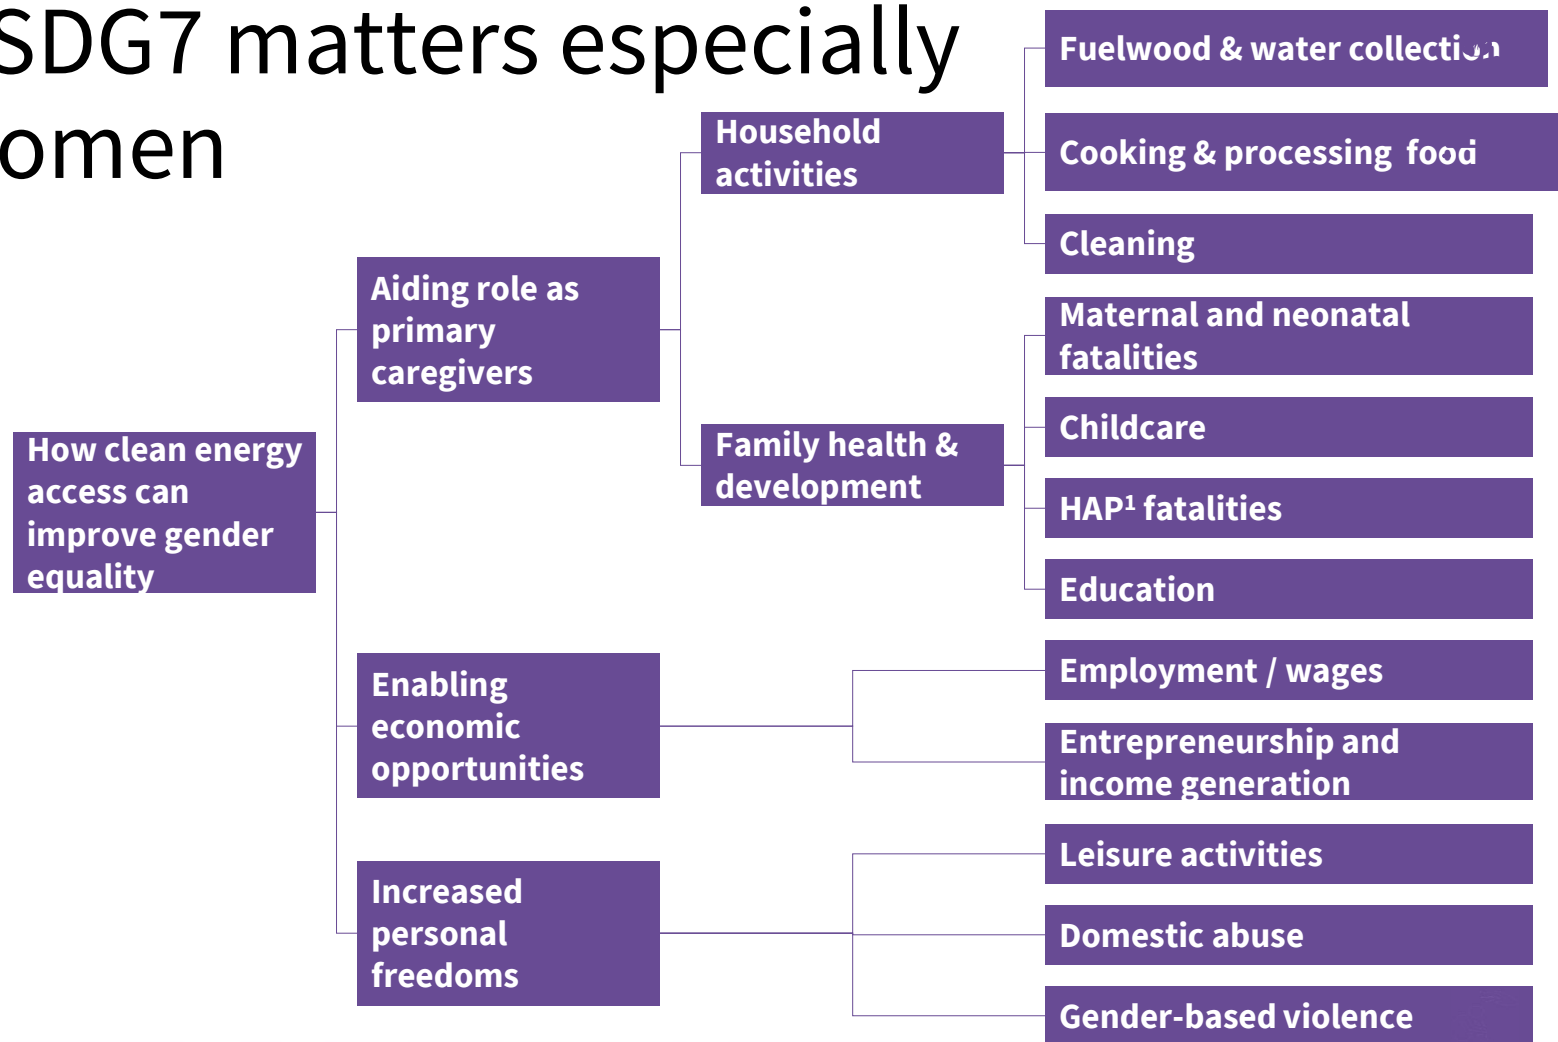 SDG7 matters especially
omen
Fuelwood & water collection
Household
activities
Cooking & processing food
Cleaning
Aiding role as
primary
caregivers
Maternal and neonatal
fatalities
Childcare
Family health &
development
How clean energy
access can
improve gender
equality
HAP¹ fatalities
Education
Enabling
economic
opportunities
Employment / wages
Entrepreneurship and
income generation
Increased
personal
freedoms
Leisure activities
Domestic abuse
Gender-based violence